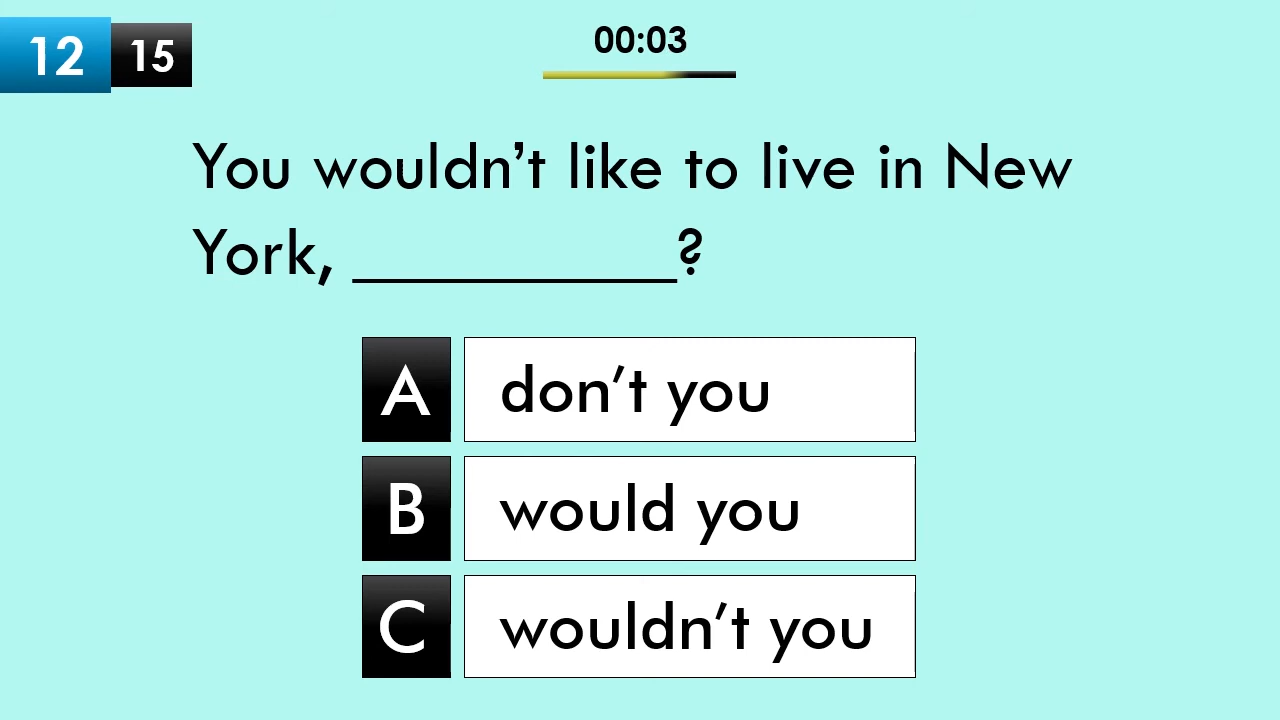 12 15
00:03
You wouldn’t like to live in New
York, __________?
A don’t you
B would you
C wouldn’t you